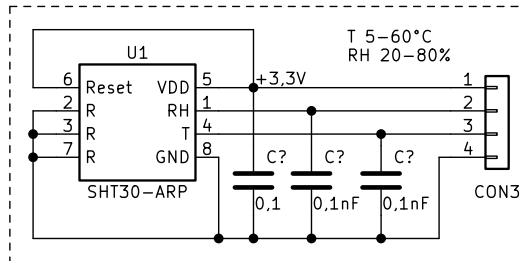 T 5-60°C
RH 20-80%
U1
6 Reset VDD 5 +3,3V 1
2 R RH 1 2
3 R T 4 3
7 R GND 8 4
C? C? C?
SHT30-ARP
0,1 0,1nF 0,1nF
CON3